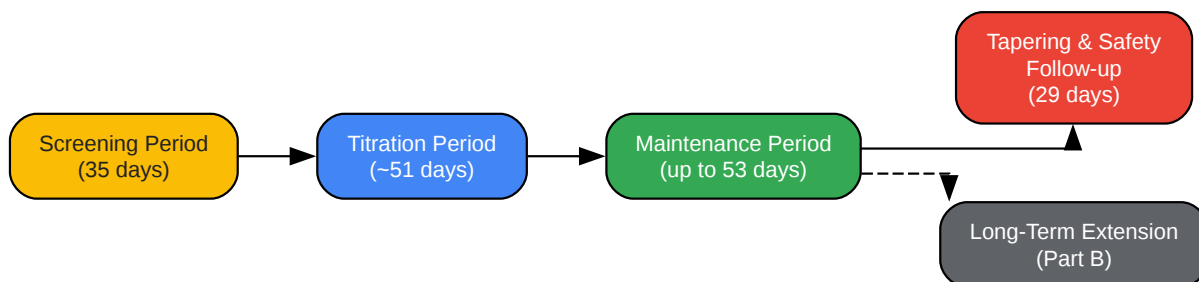 Screening Period
(35 days)
Titration Period
(~51 days)
Maintenance Period
(up to 53 days)
Tapering & Safety
Follow-up
(29 days)
Long-Term Extension
(Part B)